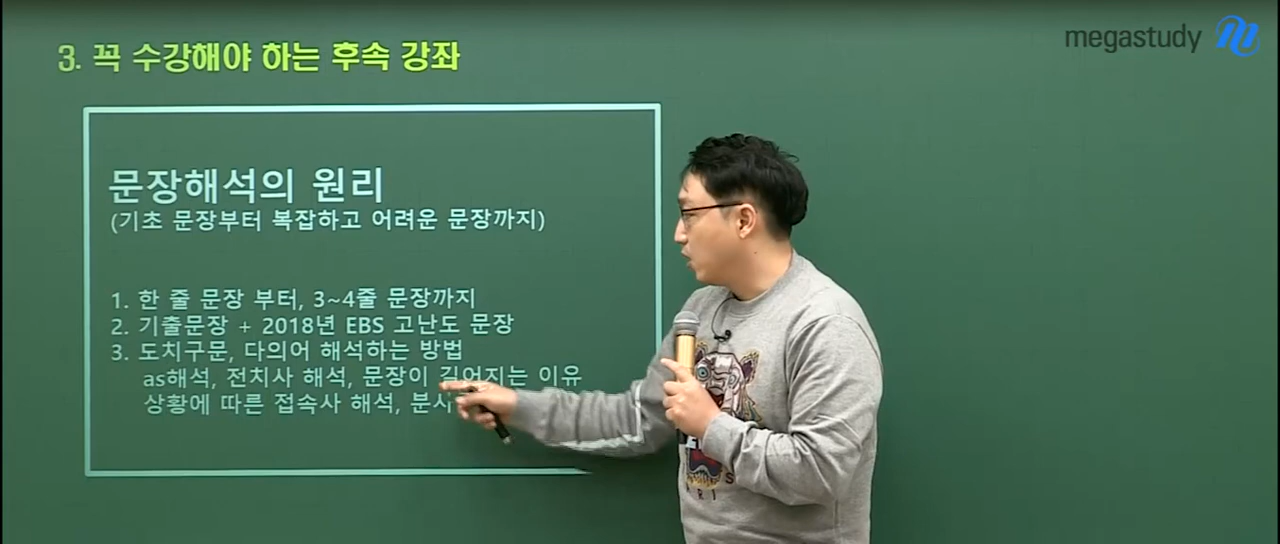 3. 꼭 수강해야 하는 후속 강좌
megastudy
문장해석의 원리
(기초 문장부터 복잡하고 어려운 문장까지)
1. 한 줄 문장 부터, 3~4줄 문장까지
2. 기출문장 + 2018년 EBS 고난도 문장
3. 도치구문, 다의어 해석하는 방법
as해석, 전치사 해석, 문장이 길어지는 이유
상황에 따른 접속사 해석, 분사